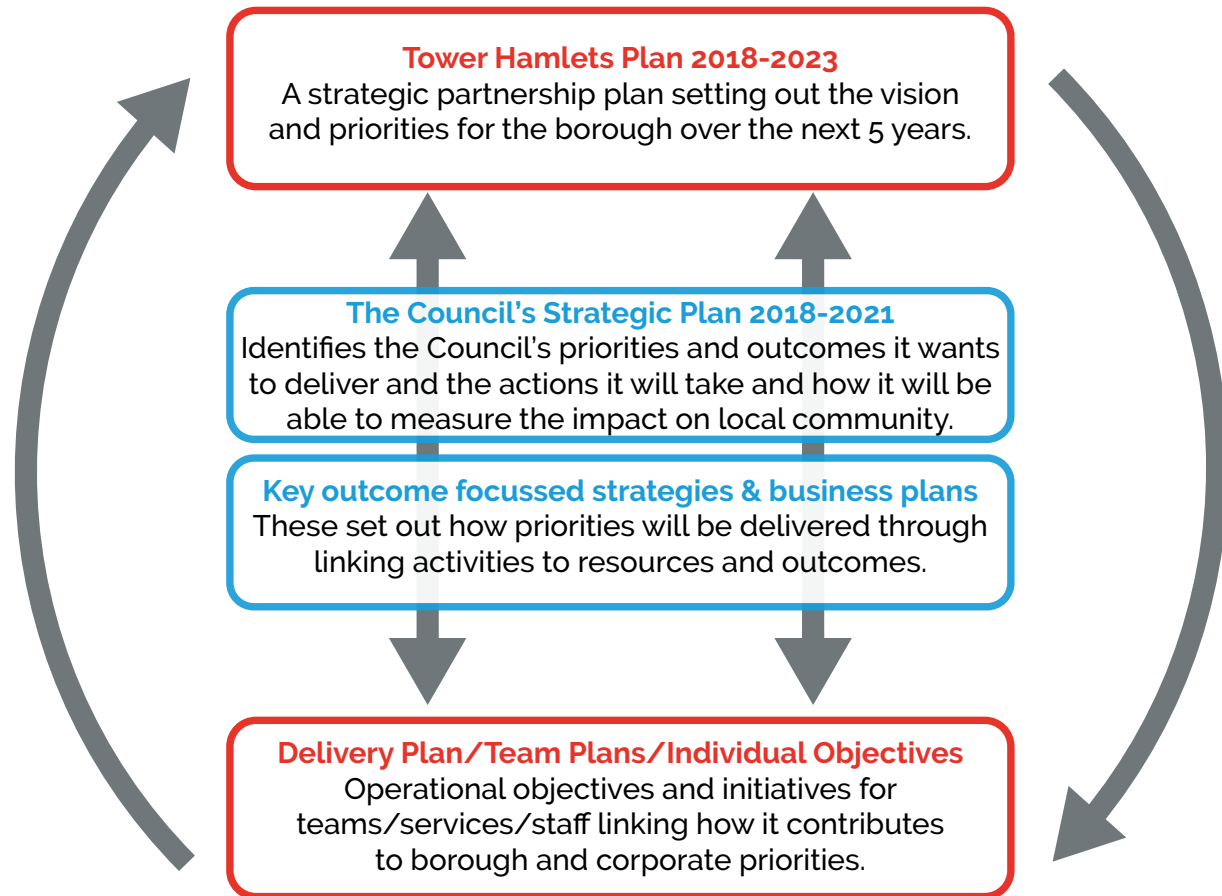 Tower Hamlets Plan 2018-2023
A strategic partnership plan setting out the vision
and priorities for the borough over the next 5 years.
The Council's Strategic Plan 2018-2021
Identifies the Council's priorities and outcomes it wants
to deliver and the actions it will take and how it will be
able to measure the impact on local community.
Key outcome focussed strategies & business plans
These set out how priorities will be delivered through
linking activities to resources and outcomes.
Delivery Plan/Team Plans/Individual Objectives
Operational objectives and initiatives for
teams/services/staff linking how it contributes
to borough and corporate priorities.